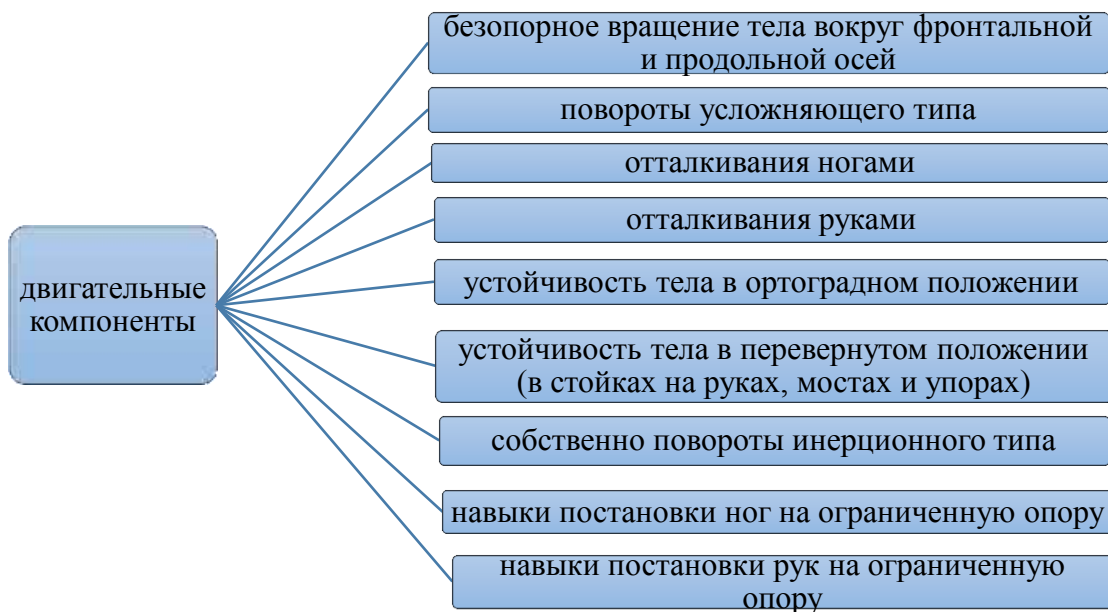 безопорное вращение тела вокруг фронтальной
и продольной осей
повороты усложняющего типа
отталкивания ногами
отталкивания руками
двигательные
компоненты
устойчивость тела в ортоградном положении
устойчивость тела в перевернутом положении
(в стойках на руках, мостах и упорах)
собственно повороты инерционного типа
навыки постановки ног на ограниченную опору
навыки постановки рук на ограниченную
опору